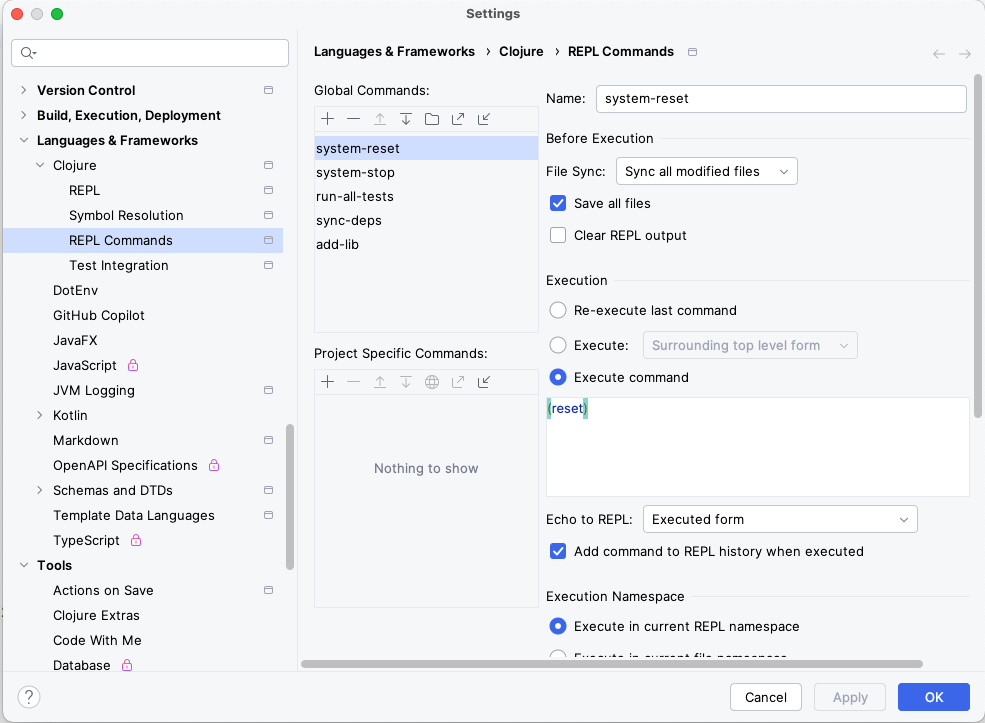 Settings
Version Control
Build, Execution, Deployment
Languages & Frameworks
Clojure
REPL
Symbol Resolution
REPL Commands
Test Integration
DotEnv
GitHub Copilot
JavaFX
JavaScript
JVM Logging
Kotlin
Markdown
OpenAPI Specifications
Schemas and DTDs
Template Data Languages
TypeScript
Tools
Actions on Save
Clojure Extras
Code With Me
Database
Languages & Frameworks › Clojure › REPL Commands
Global Commands:
system-reset
system-stop
run-all-tests
sync-deps
add-lib
Project Specific Commands:
Nothing to show
Name: system-reset
Before Execution
File Sync: Sync all modified files
Save all files
Clear REPL output
Execution
Re-execute last command
Execute: Surrounding top level form
Execute command
(reset)
Echo to REPL: Executed form
Add command to REPL history when executed
Execution Namespace
Execute in current REPL namespace
Execute in current file namespace
? Cancel Apply OK